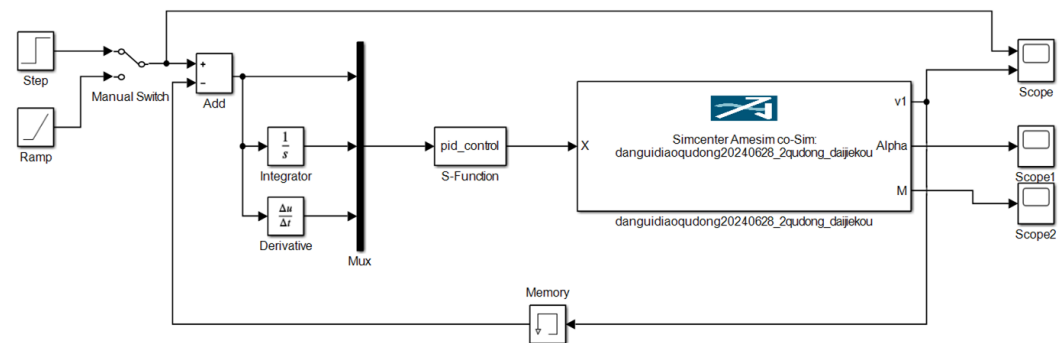 Step
Manual Switch
Ramp
+
−
Add
1
s
Integrator
Δu
Δt
Derivative
Mux
pid_control
S-Function
X
Simcenter Amesim co-Sim:
danguidiaoqudong20240628_2qudong_daijiekou
v1
Alpha
M
danguidiaoqudong20240628_2qudong_daijiekou
Scope
Scope1
Scope2
Memory